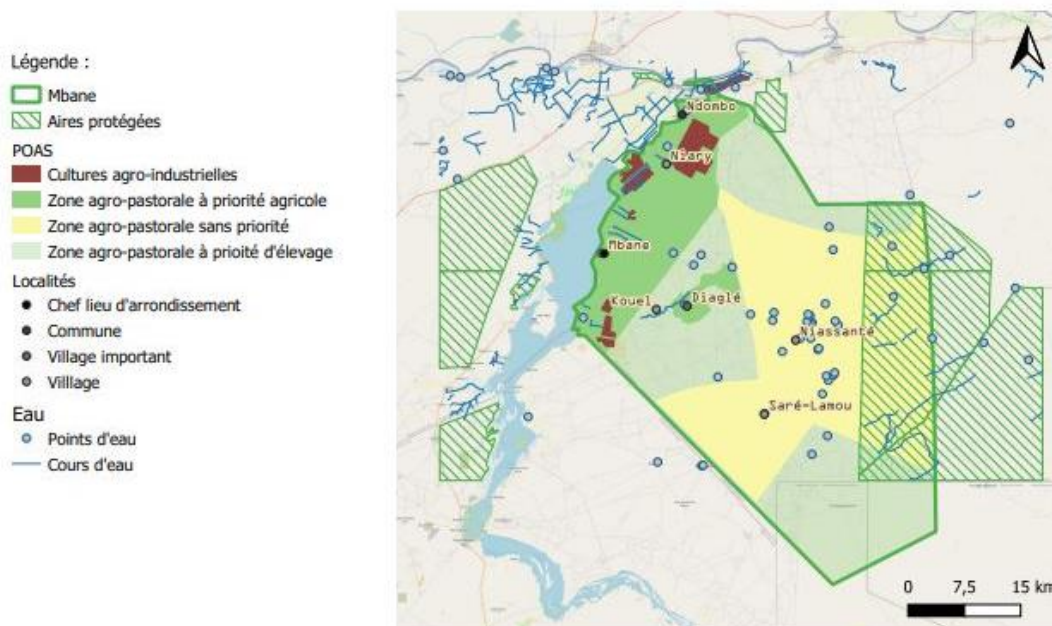 Légende :
Mbane
Aires protégées
POAS
Cultures agro-industrielles
Zone agro-pastorale à priorité agricole
Zone agro-pastorale sans priorité
Zone agro-pastorale à prioité d'élevage
Localités
Chef lieu d'arrondissement
Commune
Village important
Villlage
Eau
Points d'eau
Cours d'eau
Ndombo
Niary
Mbane
Kouel
Diaglé
Niassanté
Saré-Lamou
0 7,5 15 km